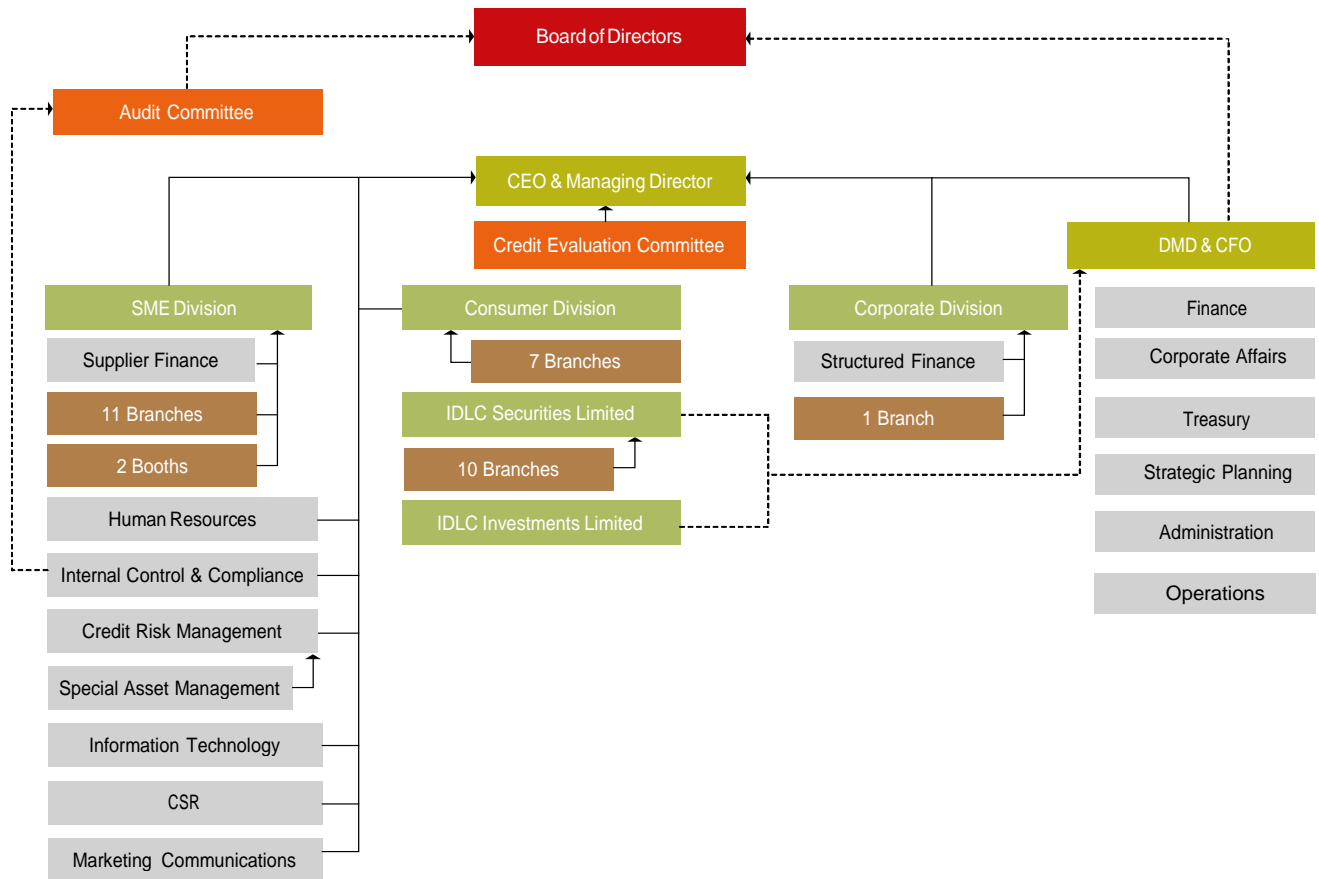 Board of Directors
Audit Committee
CEO & Managing Director
Credit Evaluation Committee
DMD & CFO
SME Division
Consumer Division
Corporate Division
Finance
Supplier Finance
7 Branches
Structured Finance
Corporate Affairs
11 Branches
IDLC Securities Limited
1 Branch
Treasury
2 Booths
10 Branches
Strategic Planning
Human Resources
IDLC Investments Limited
Administration
Internal Control & Compliance
Operations
Credit Risk Management
Special Asset Management
Information Technology
CSR
Marketing Communications